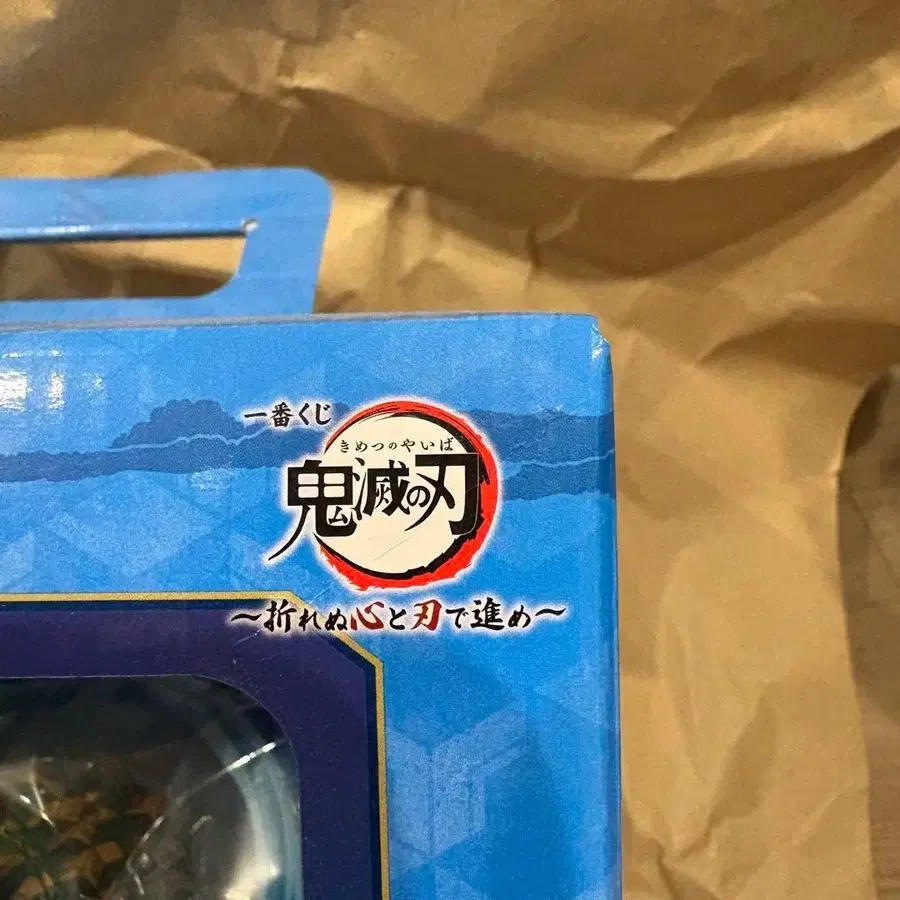 一番くじ
きめつのやいば
鬼滅の刃
～折れぬ心と刃で進め～